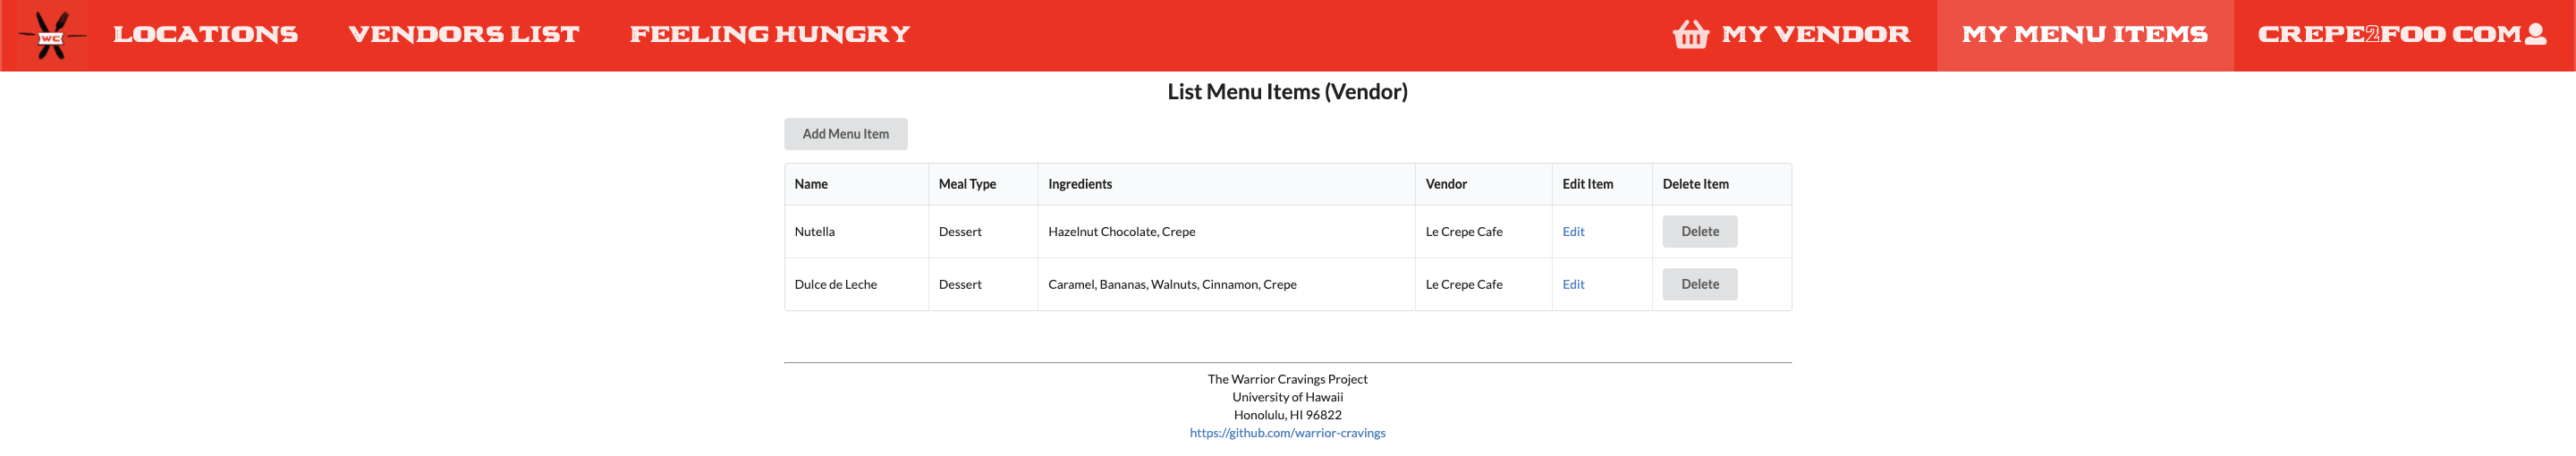 WC LOCATIONS VENDORS LIST FEELING HUNGRY MY VENDOR MY MENU ITEMS CREPE2FOO COM
List Menu Items (Vendor)
Add Menu Item
Name Meal Type Ingredients Vendor Edit Item Delete Item
Nutella Dessert Hazelnut Chocolate, Crepe Le Crepe Cafe Edit Delete
Dulce de Leche Dessert Caramel, Bananas, Walnuts, Cinnamon, Crepe Le Crepe Cafe Edit Delete
The Warrior Cravings Project
University of Hawaii
Honolulu, HI 96822
https://github.com/warrior-cravings